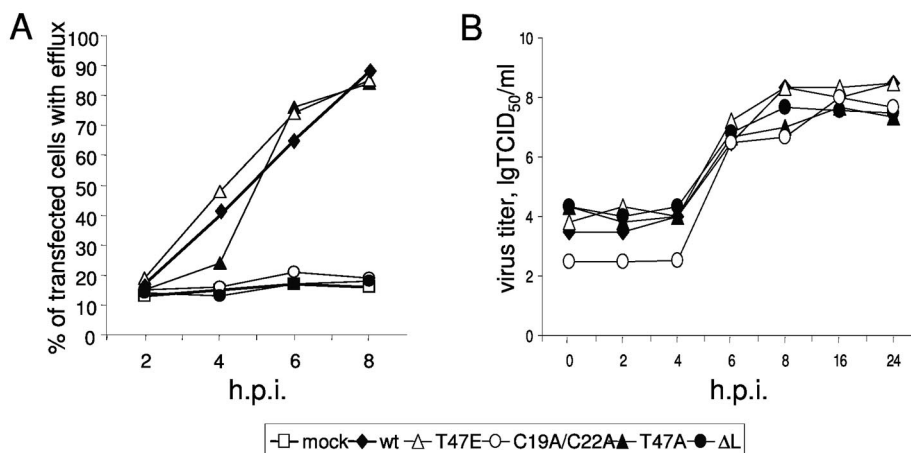 A
% of transfected cells with efflux
100
90
80
70
60
50
40
30
20
10
0
2 4 6 8
h.p.i.
B
virus titer, lgTCID50/ml
10
8
6
4
2
0
0 2 4 6 8 16 24
h.p.i.
mock wt T47E C19A/C22A T47A ΔL